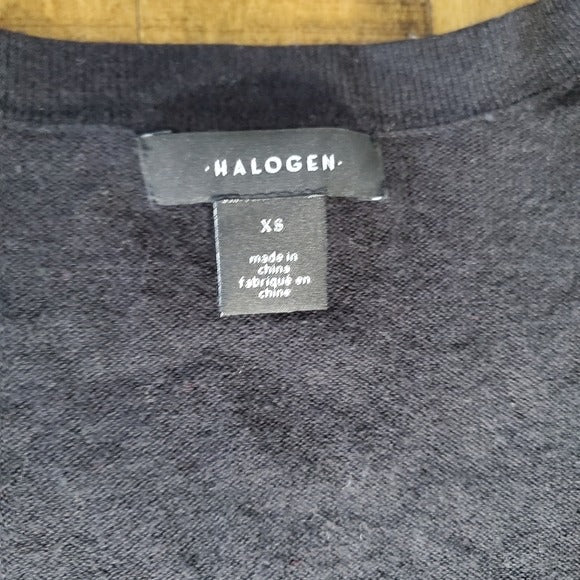 ·HALOGEN·
XS
made in
china
fabriqué en
chine